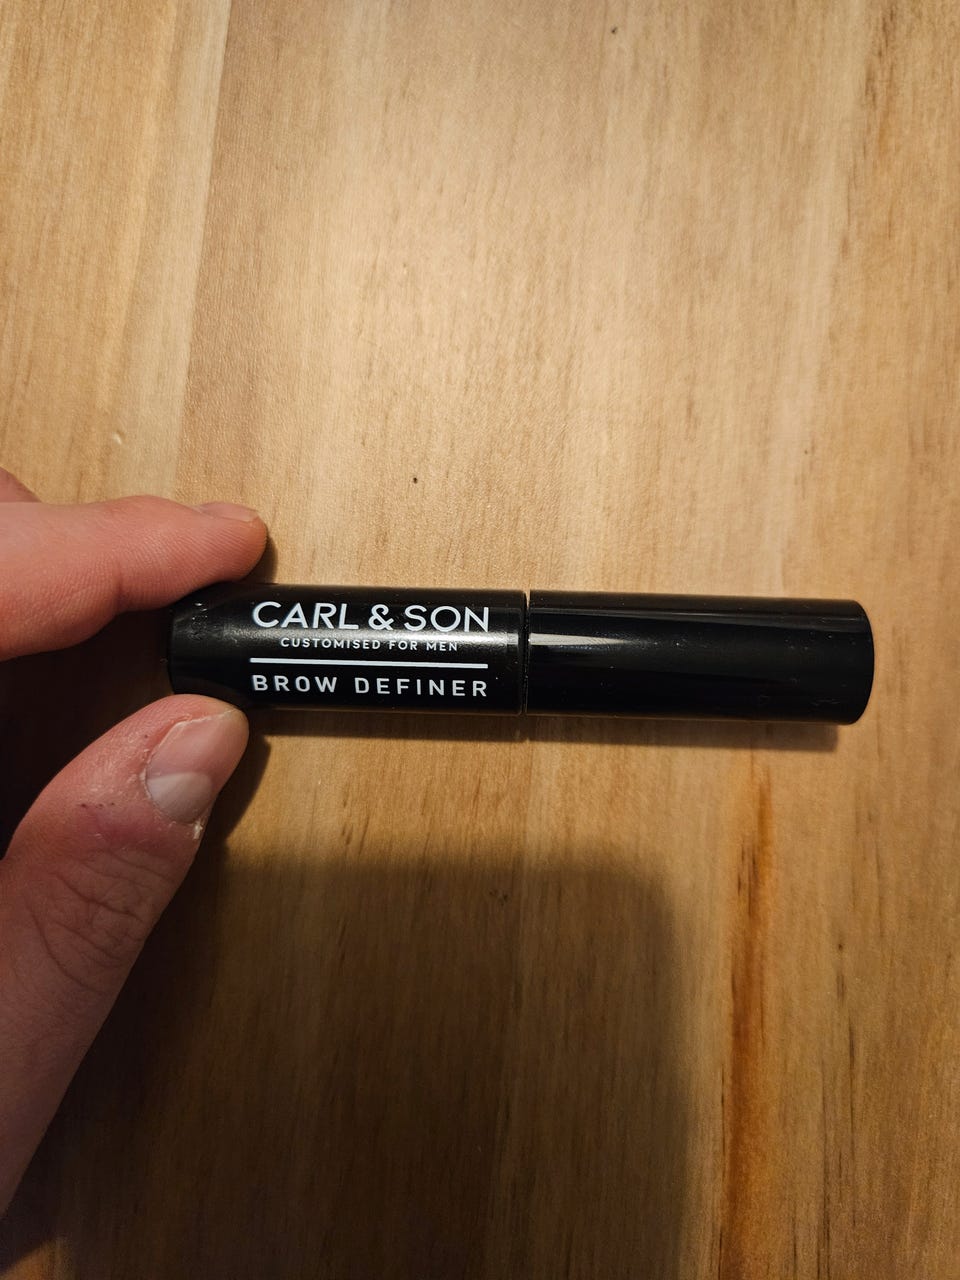 CARL & SON
CUSTOMISED FOR MEN
BROW DEFINER